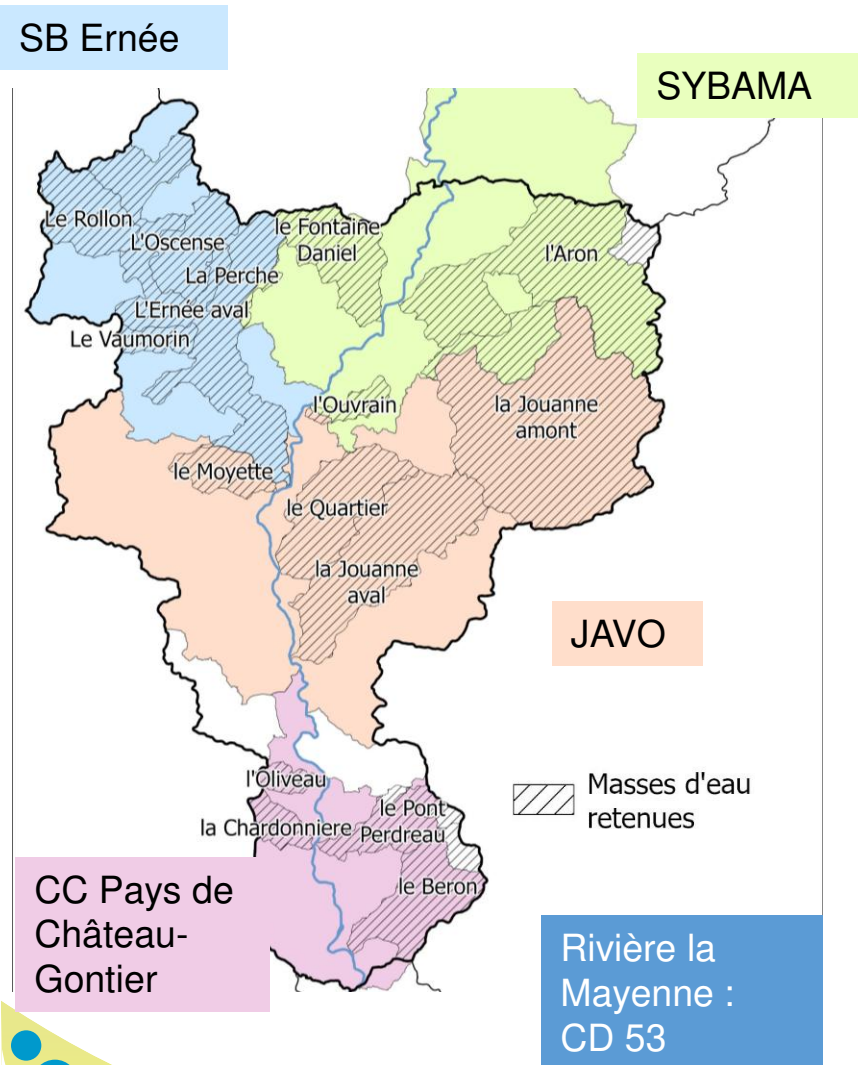 SB Ernée
SYBAMA
Le Rollon
le Fontaine
Daniel
L'Oscense
l'Aron
La Perche
L'Ernée aval
Le Vaumorin
l'Ouvrain
la Jouanne
amont
le Moyette
le Quartier
la Jouanne
aval
JAVO
l'Oliveau
Masses d'eau
retenues
la Chardonniere
le Pont
Perdreau
le Beron
CC Pays de
Château-
Gontier
Rivière la
Mayenne :
CD 53